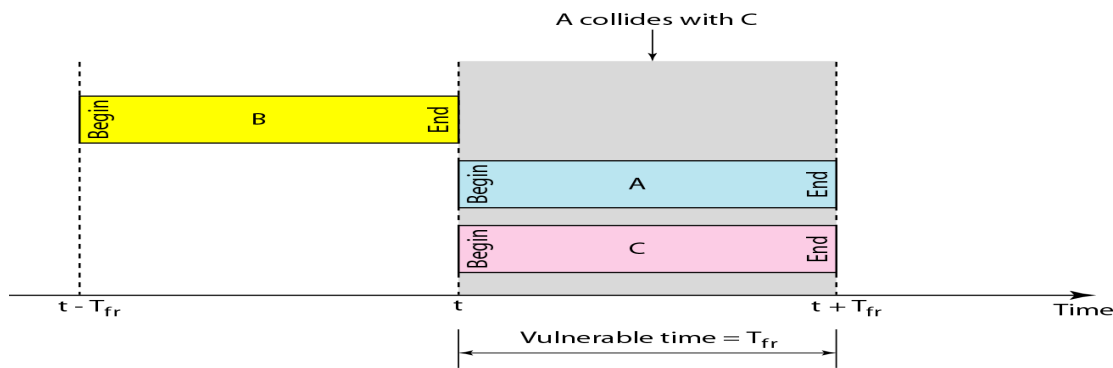 A collides with C
Begin
B
End
Begin
A
End
Begin
C
End
t - Tfr
t
t + Tfr
Time
Vulnerable time = Tfr